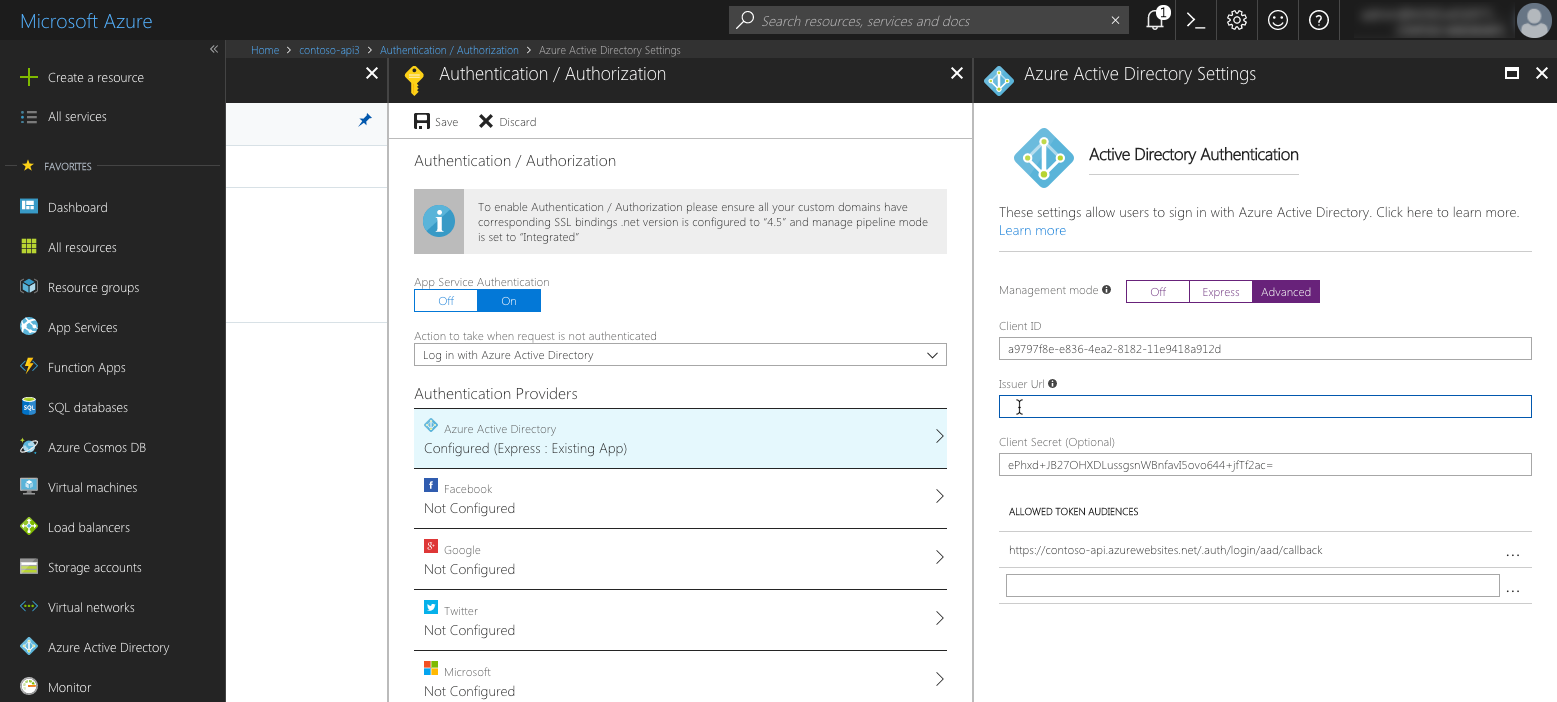 Microsoft Azure
Search resources, services and docs
1
Home > contoso-api3 > Authentication / Authorization > Azure Active Directory Settings
Create a resource
All services
FAVORITES
Dashboard
All resources
Resource groups
App Services
Function Apps
SQL databases
Azure Cosmos DB
Virtual machines
Load balancers
Storage accounts
Virtual networks
Azure Active Directory
Monitor
Authentication / Authorization
Save
Discard
Authentication / Authorization
To enable Authentication / Authorization please ensure all your custom domains have
corresponding SSL bindings .net version is configured to “4.5” and manage pipeline mode
is set to “Integrated”
App Service Authentication
Off
On
Action to take when request is not authenticated
Log in with Azure Active Directory
Authentication Providers
Azure Active Directory
Configured (Express : Existing App)
Facebook
Not Configured
Google
Not Configured
Twitter
Not Configured
Microsoft
Not Configured
Azure Active Directory Settings
Active Directory Authentication
These settings allow users to sign in with Azure Active Directory. Click here to learn more.
Learn more
Management mode
Off
Express
Advanced
Client ID
a9797f8e-e836-4ea2-8182-11e9418a912d
Issuer Url
Client Secret (Optional)
ePhxd+JB27OHXDLussgsnWBnfavI5ovo644+jfTf2ac=
ALLOWED TOKEN AUDIENCES
https://contoso-api.azurewebsites.net/.auth/login/aad/callback
...
...